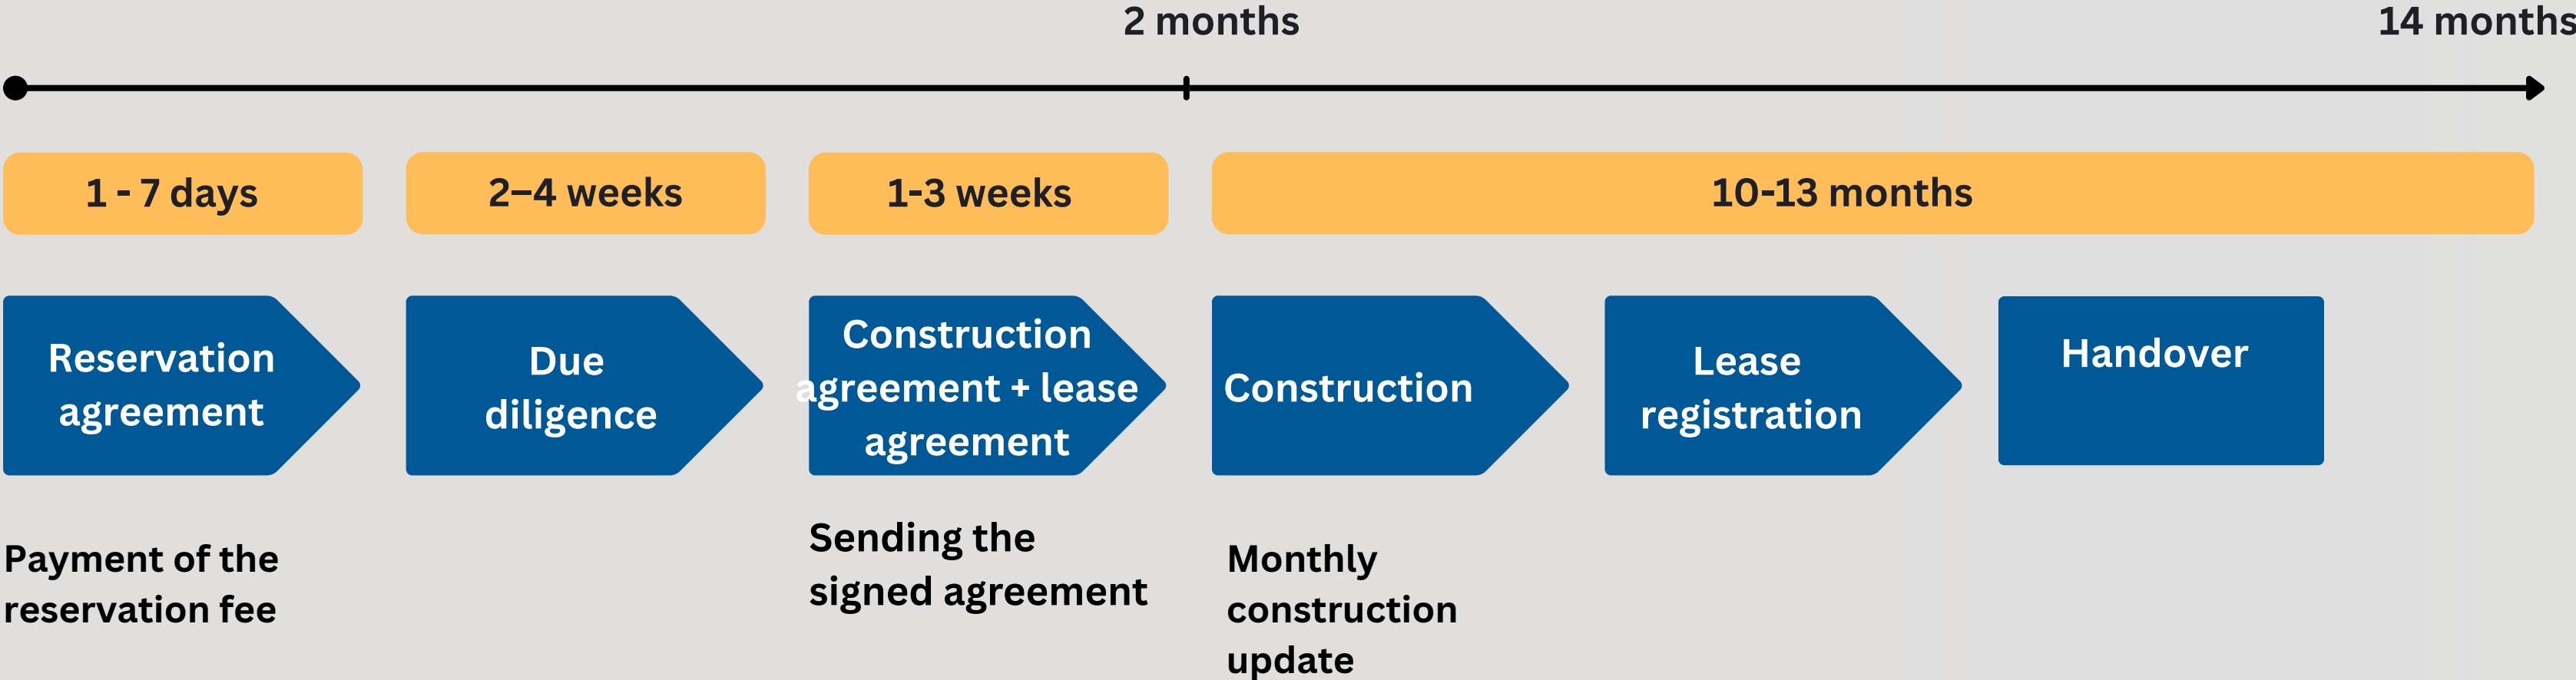 2 months
14 months
1 - 7 days
2–4 weeks
1-3 weeks
10-13 months
Reservation
agreement
Due
diligence
Construction
agreement + lease
agreement
Construction
Lease
registration
Handover
Payment of the
reservation fee
Sending the
signed agreement
Monthly
construction
update